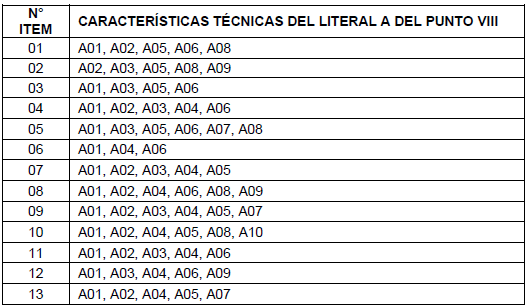 N° ITEM CARACTERÍSTICAS TÉCNICAS DEL LITERAL A DEL PUNTO VIII
01 A01, A02, A05, A06, A08
02 A02, A03, A05, A08, A09
03 A01, A03, A05, A06
04 A01, A02, A03, A04, A06
05 A01, A03, A05, A06, A07, A08
06 A01, A04, A06
07 A01, A02, A03, A04, A05
08 A01, A02, A04, A06, A08, A09
09 A01, A02, A03, A04, A05, A07
10 A01, A02, A04, A05, A08, A10
11 A01, A02, A03, A04, A06
12 A01, A03, A04, A06, A09
13 A01, A02, A04, A05, A07